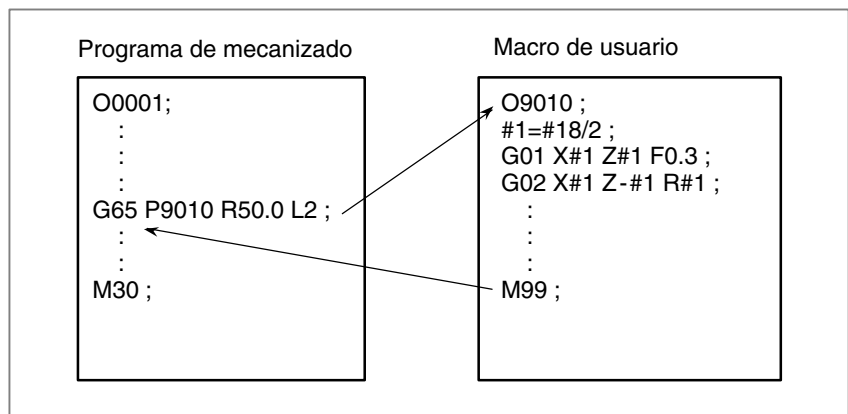 Programa de mecanizado
O0001;
:
:
:
G65 P9010 R50.0 L2 ;
:
:
M30 ;
Macro de usuario
O9010 ;
#1=#18/2 ;
G01 X#1 Z#1 F0.3 ;
G02 X#1 Z-#1 R#1 ;
:
:
:
M99 ;